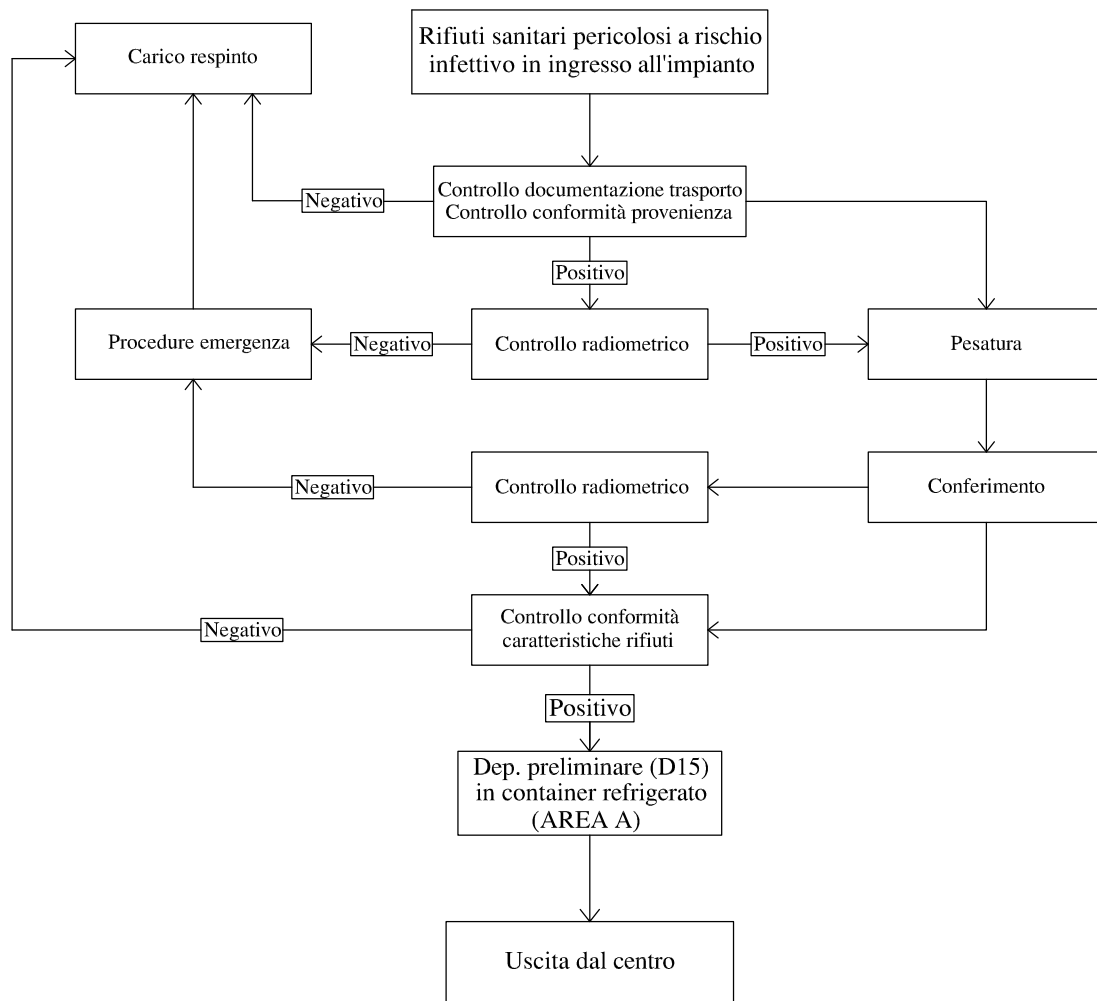 Carico respinto
Rifiuti sanitari pericolosi a rischio
infettivo in ingresso all'impianto
Negativo
Controllo documentazione trasporto
Controllo conformità provenienza
Positivo
Procedure emergenza
Negativo
Controllo radiometrico
Positivo
Pesatura
Negativo
Controllo radiometrico
Conferimento
Positivo
Negativo
Controllo conformità
caratteristiche rifiuti
Positivo
Dep. preliminare (D15)
in container refrigerato
(AREA A)
Uscita dal centro